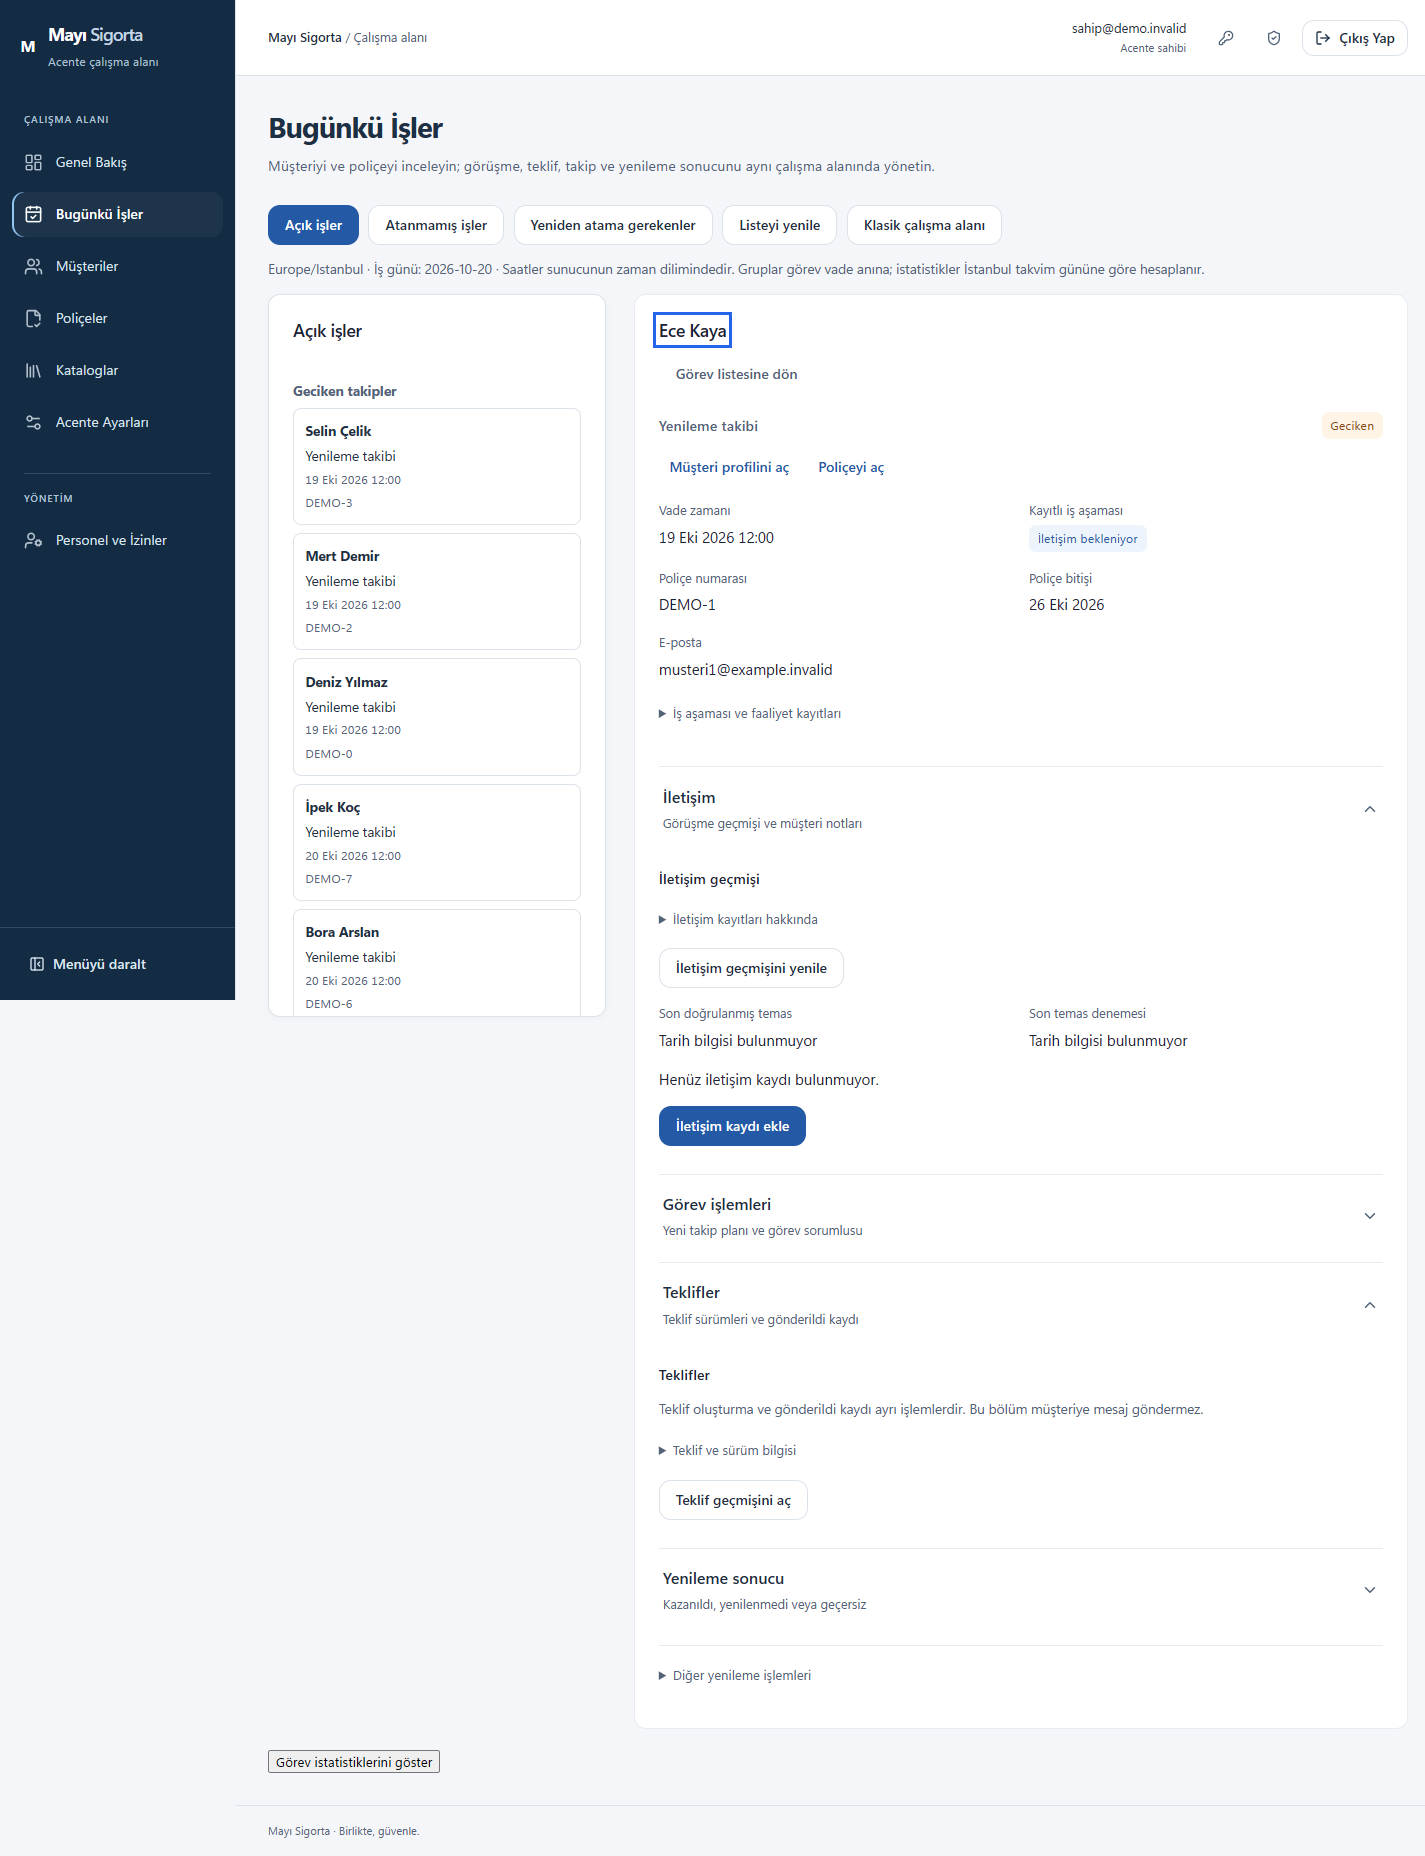 M
Mayı Sigorta
Acente çalışma alanı
ÇALIŞMA ALANI
Genel Bakış
Bugünkü İşler
Müşteriler
Poliçeler
Kataloglar
Acente Ayarları
YÖNETİM
Personel ve İzinler
Menüyü daralt
Mayı Sigorta / Çalışma alanı
sahip@demo.invalid
Acente sahibi
Çıkış Yap
Bugünkü İşler
Müşteriyi ve poliçeyi inceleyin; görüşme, teklif, takip ve yenileme sonucunu aynı çalışma alanında yönetin.
Açık işler
Atanmamış işler
Yeniden atama gerekenler
Listeyi yenile
Klasik çalışma alanı
Europe/Istanbul · İş günü: 2026-10-20 · Saatler sunucunun zaman dilimindedir. Gruplar görev vade anına; istatistikler İstanbul takvim gününe göre hesaplanır.
Açık işler
Geciken takipler
Selin Çelik
Yenileme takibi
19 Eki 2026 12:00
DEMO-3
Mert Demir
Yenileme takibi
19 Eki 2026 12:00
DEMO-2
Deniz Yılmaz
Yenileme takibi
19 Eki 2026 12:00
DEMO-0
İpek Koç
Yenileme takibi
20 Eki 2026 12:00
DEMO-7
Bora Arslan
Yenileme takibi
20 Eki 2026 12:00
DEMO-6
Ece Kaya
Görev listesine dön
Yenileme takibi
Geciken
Müşteri profilini aç
Poliçeyi aç
Vade zamanı
19 Eki 2026 12:00
Kayıtlı iş aşaması
İletişim bekleniyor
Poliçe numarası
DEMO-1
Poliçe bitişi
26 Eki 2026
E-posta
musteri1@example.invalid
İş aşaması ve faaliyet kayıtları
İletişim
Görüşme geçmişi ve müşteri notları
İletişim geçmişi
İletişim kayıtları hakkında
İletişim geçmişini yenile
Son doğrulanmış temas
Tarih bilgisi bulunmuyor
Son temas denemesi
Tarih bilgisi bulunmuyor
Henüz iletişim kaydı bulunmuyor.
İletişim kaydı ekle
Görev işlemleri
Yeni takip planı ve görev sorumlusu
Teklifler
Teklif sürümleri ve gönderildi kaydı
Teklifler
Teklif oluşturma ve gönderildi kaydı ayrı işlemlerdir. Bu bölüm müşteriye mesaj göndermez.
Teklif ve sürüm bilgisi
Teklif geçmişini aç
Yenileme sonucu
Kazanıldı, yenilenmedi veya geçersiz
Diğer yenileme işlemleri
Görev istatistiklerini göster
Mayı Sigorta · Birlikte, güvenle.